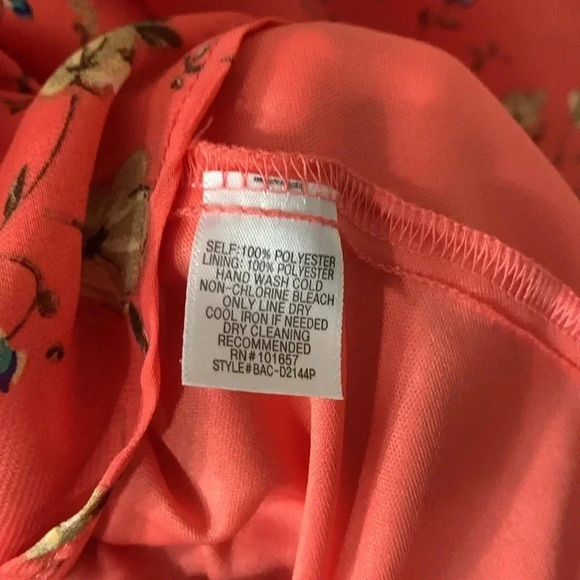 SELF:100% POLYESTER
LINING: 100% POLYESTER
HAND WASH COLD
NON-CHLORINE BLEACH
ONLY LINE DRY
COOL IRON IF NEEDED
DRY CLEANING
RECOMMENDED
RN#101657
STYLE#BAC-D2144P